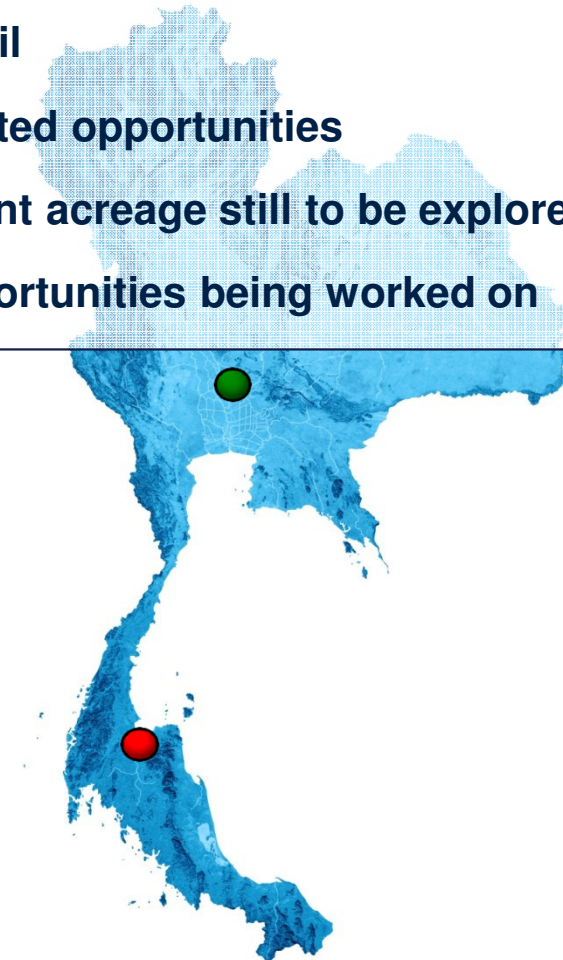 il
ted opportunities
nt acreage still to be explore
ortunities being worked on